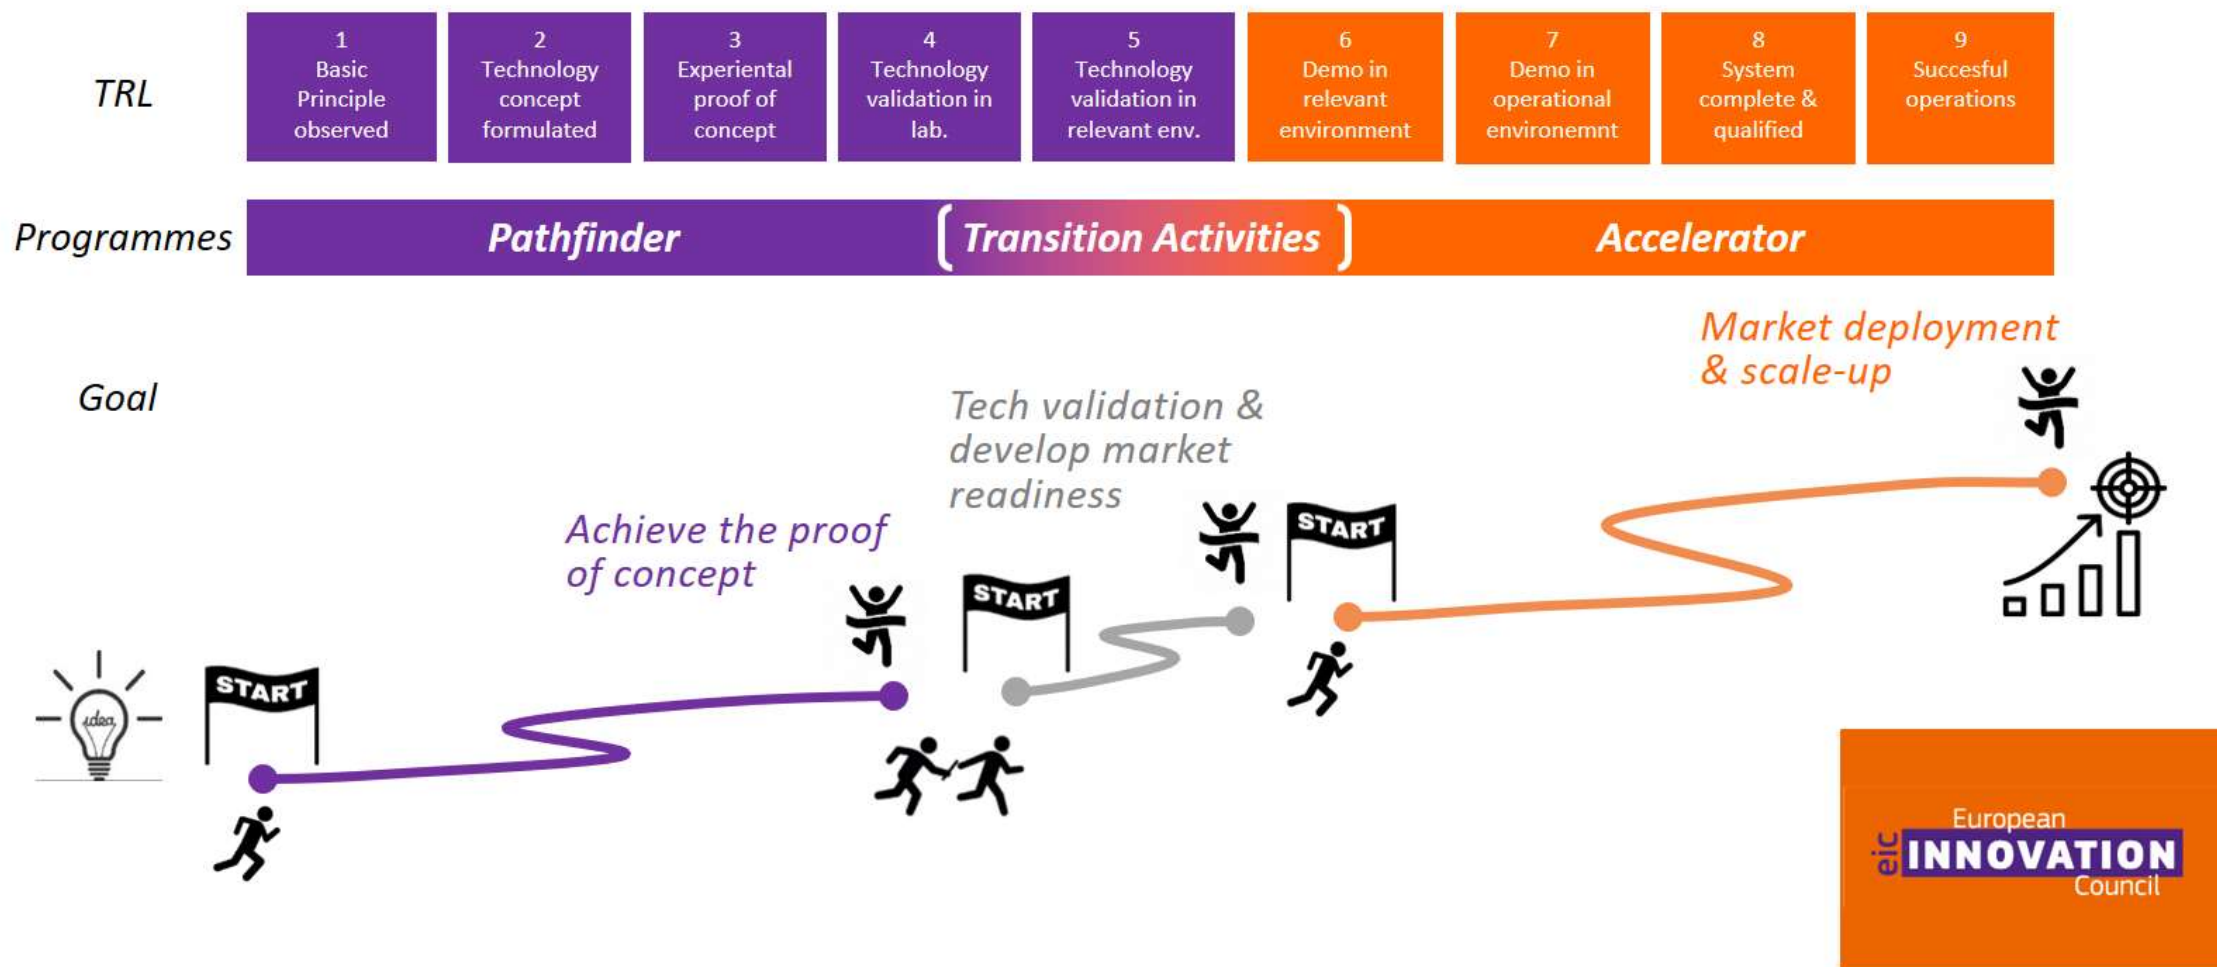 TRL
1
Basic
Principle
observed
2
Technology
concept
formulated
3
Experiental
proof of
concept
4
Technology
validation in
lab.
5
Technology
validation in
relevant env.
6
Demo in
relevant
environment
7
Demo in
operational
environemnt
8
System
complete &
qualified
9
Succesful
operations
Programmes
Pathfinder
( Transition Activities )
Accelerator
Goal
Market deployment
& scale-up
Tech validation &
develop market
readiness
Achieve the proof
of concept
START
START
START
idea
eic
European
INNOVATION
Council